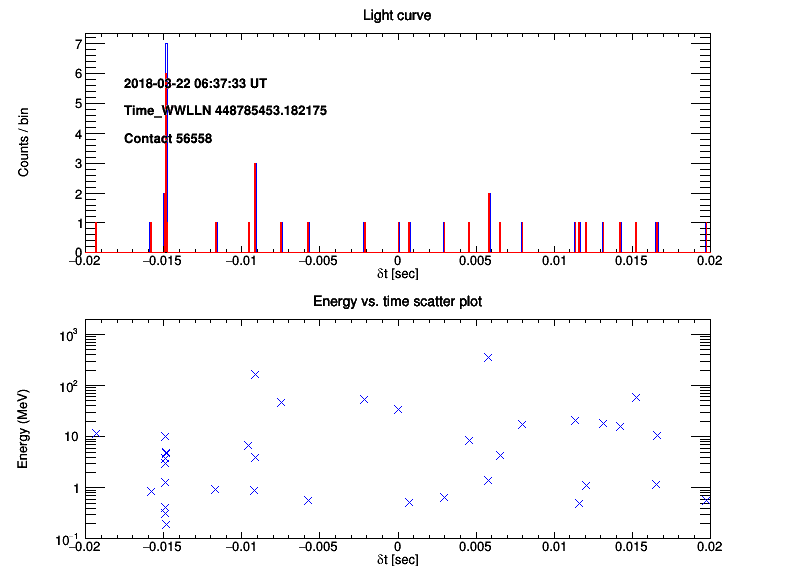 Light curve
Counts / bin
7
6
5
4
3
2
1
0
2018-03-22 06:37:33 UT
Time_WWLLN 448785453.182175
Contact 56558
−0.02 −0.015 −0.01 −0.005 0 0.005 0.01 0.015 0.02
δt [sec]
Energy vs. time scatter plot
Energy (MeV)
10³
10²
10
1
10⁻¹
−0.02 −0.015 −0.01 −0.005 0 0.005 0.01 0.015 0.02
δt [sec]